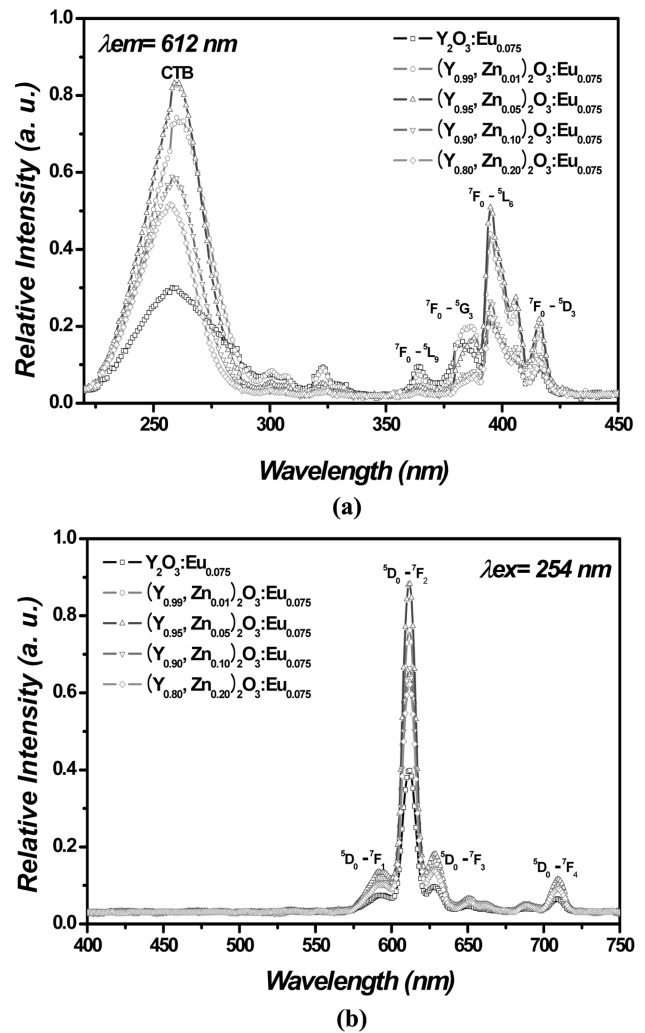 λem= 612 nm
CTB
Y₂O₃:Eu₀.₀₇₅
(Y₀.₉₉, Zn₀.₀₁)₂O₃:Eu₀.₀₇₅
(Y₀.₉₅, Zn₀.₀₅)₂O₃:Eu₀.₀₇₅
(Y₀.₉₀, Zn₀.₁₀)₂O₃:Eu₀.₀₇₅
(Y₀.₈₀, Zn₀.₂₀)₂O₃:Eu₀.₀₇₅
⁷F₀ - ⁵L₆
⁷F₀ - ⁵G₃
⁷F₀ - ⁵D₃
⁷F₀ - ⁵L₉
Relative Intensity (a. u.)
1.0
0.8
0.6
0.4
0.2
0.0
250 300 350 400 450
Wavelength (nm)
(a)
λex= 254 nm
Y₂O₃:Eu₀.₀₇₅
(Y₀.₉₉, Zn₀.₀₁)₂O₃:Eu₀.₀₇₅
(Y₀.₉₅, Zn₀.₀₅)₂O₃:Eu₀.₀₇₅
(Y₀.₉₀, Zn₀.₁₀)₂O₃:Eu₀.₀₇₅
(Y₀.₈₀, Zn₀.₂₀)₂O₃:Eu₀.₀₇₅
⁵D₀ - ⁷F₂
⁵D₀ - ⁷F₁
⁵D₀ - ⁷F₃
⁵D₀ - ⁷F₄
Relative Intensity (a. u.)
1.0
0.8
0.6
0.4
0.2
0.0
400 450 500 550 600 650 700 750
Wavelength (nm)
(b)